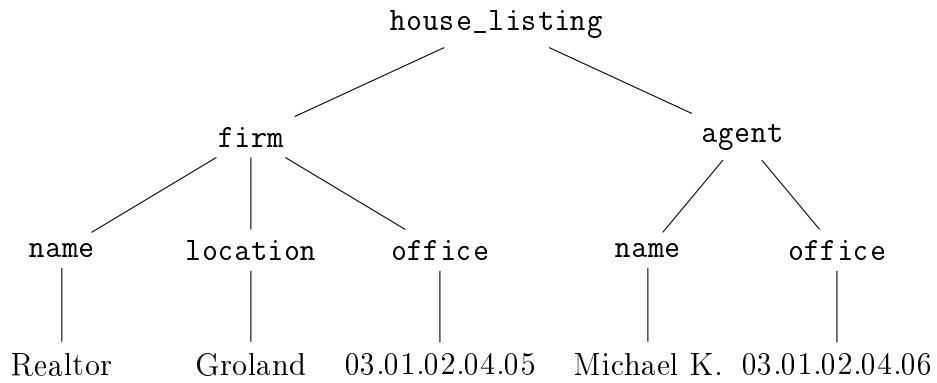 house_listing
firm agent
name location office name office
Realtor Groland 03.01.02.04.05 Michael K. 03.01.02.04.06